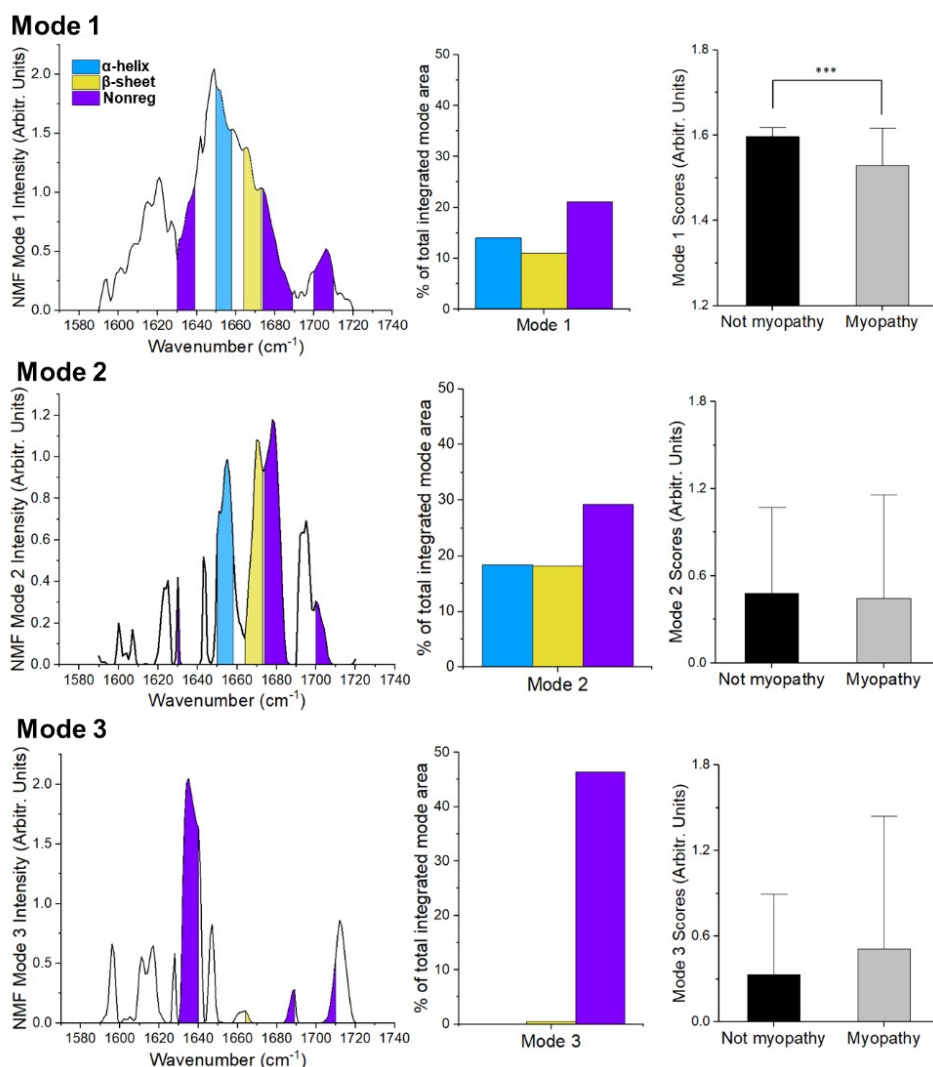 Mode 1
NMF Mode 1 Intensity (Arbitr. Units)
2.0
1.5
1.0
0.5
0.0
α-helix
β-sheet
Nonreg
1580 1600 1620 1640 1660 1680 1700 1720 1740
Wavenumber (cm⁻¹)
% of total integrated mode area
50
40
30
20
10
0
Mode 1
Mode 1 Scores (Arbitr. Units)
1.8
1.6
1.4
1.2
***
Not myopathy Myopathy
Mode 2
NMF Mode 2 Intensity (Arbitr. Units)
1.2
1.0
0.8
0.6
0.4
0.2
0.0
1580 1600 1620 1640 1660 1680 1700 1720 1740
Wavenumber (cm⁻¹)
% of total integrated mode area
50
40
30
20
10
0
Mode 2
Mode 2 Scores (Arbitr. Units)
1.8
1.2
0.6
0.0
Not myopathy Myopathy
Mode 3
NMF Mode 3 Intensity (Arbitr. Units)
2.0
1.5
1.0
0.5
0.0
1580 1600 1620 1640 1660 1680 1700 1720 1740
Wavenumber (cm⁻¹)
% of total integrated mode area
50
40
30
20
10
0
Mode 3
Mode 3 Scores (Arbitr. Units)
1.8
1.2
0.6
0.0
Not myopathy Myopathy